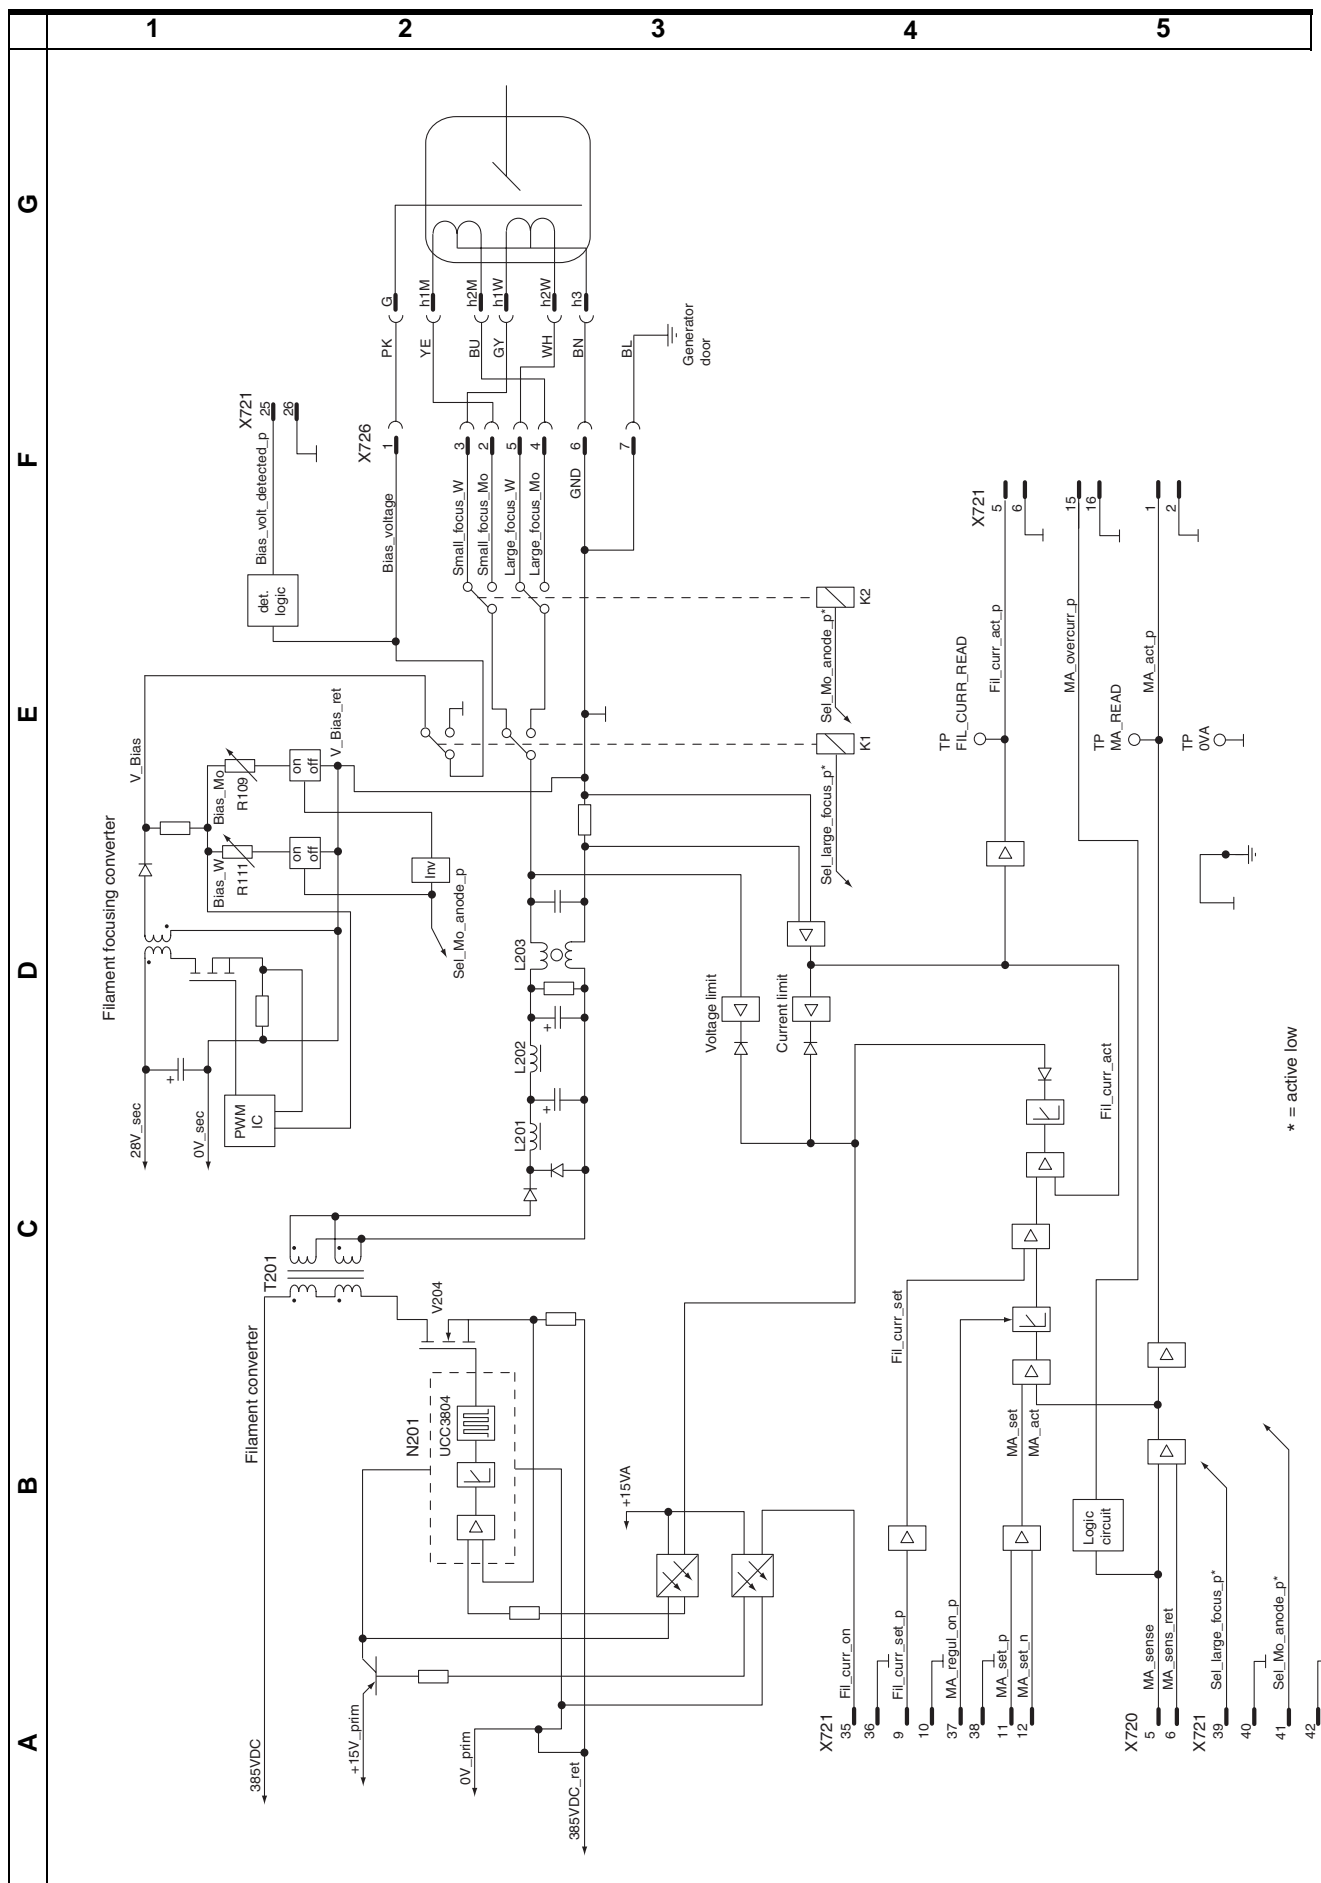 1 2 3 4 5
G
F
E
D
C
B
A
G
h1M
h2M
h1W
h2W
h3
PK
YE
BU
GY
WH
BN
BL
Generator
door
X721
25
26
Bias_volt_detected_p
det.
logic
X726
1
3
2
5
4
6
7
Bias_voltage
Small_focus_W
Small_focus_Mo
Large_focus_W
Large_focus_Mo
GND
V_Bias
V_Bias_ret
Bias_Mo
R109
on
off
Bias_W
R111
on
off
Inv
Sel_Mo_anode_p
Filament focusing converter
28V_sec
0V_sec
+
PWM
IC
K2
Sel_Mo_anode_p*
K1
Sel_large_focus_p*
L203
L202
L201
+
+
Voltage limit
Current limit
X721
5
6
15
16
1
2
Fil_curr_act_p
MA_overcurr_p
MA_act_p
TP
FIL_CURR_READ
TP
MA_READ
TP
0VA
Fil_curr_act
* = active low
T201
Filament converter
V204
N201
UCC3804
385VDC
+15V_prim
0V_prim
385VDC_ret
+15VA
Fil_curr_set
MA_set
MA_act
Logic
circuit
X721
35
36
9
10
37
38
11
12
Fil_curr_on
Fil_curr_set_p
MA_regul_on_p
MA_set_p
MA_set_n
X720
5
6
MA_sense
MA_sens_ret
X721
39
40
41
42
Sel_large_focus_p*
Sel_Mo_anode_p*